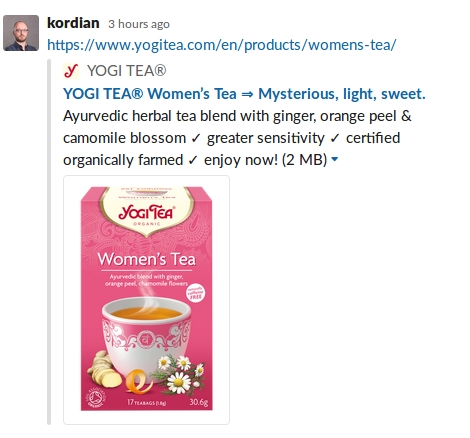 kordian 3 hours ago
https://www.yogitea.com/en/products/womens-tea/
YOGI TEA®
YOGI TEA® Women's Tea ⇒ Mysterious, light, sweet.
Ayurvedic herbal tea blend with ginger, orange peel &
camomile blossom ✓ greater sensitivity ✓ certified
organically farmed ✓ enjoy now! (2 MB)
YOGI TEA®
ORGANIC
Women's Tea
Ayurvedic blend with ginger,
orange peel, chamomile flowers
naturally
caffeine
FREE
17 TEABAGS (1.8g)
30.6g